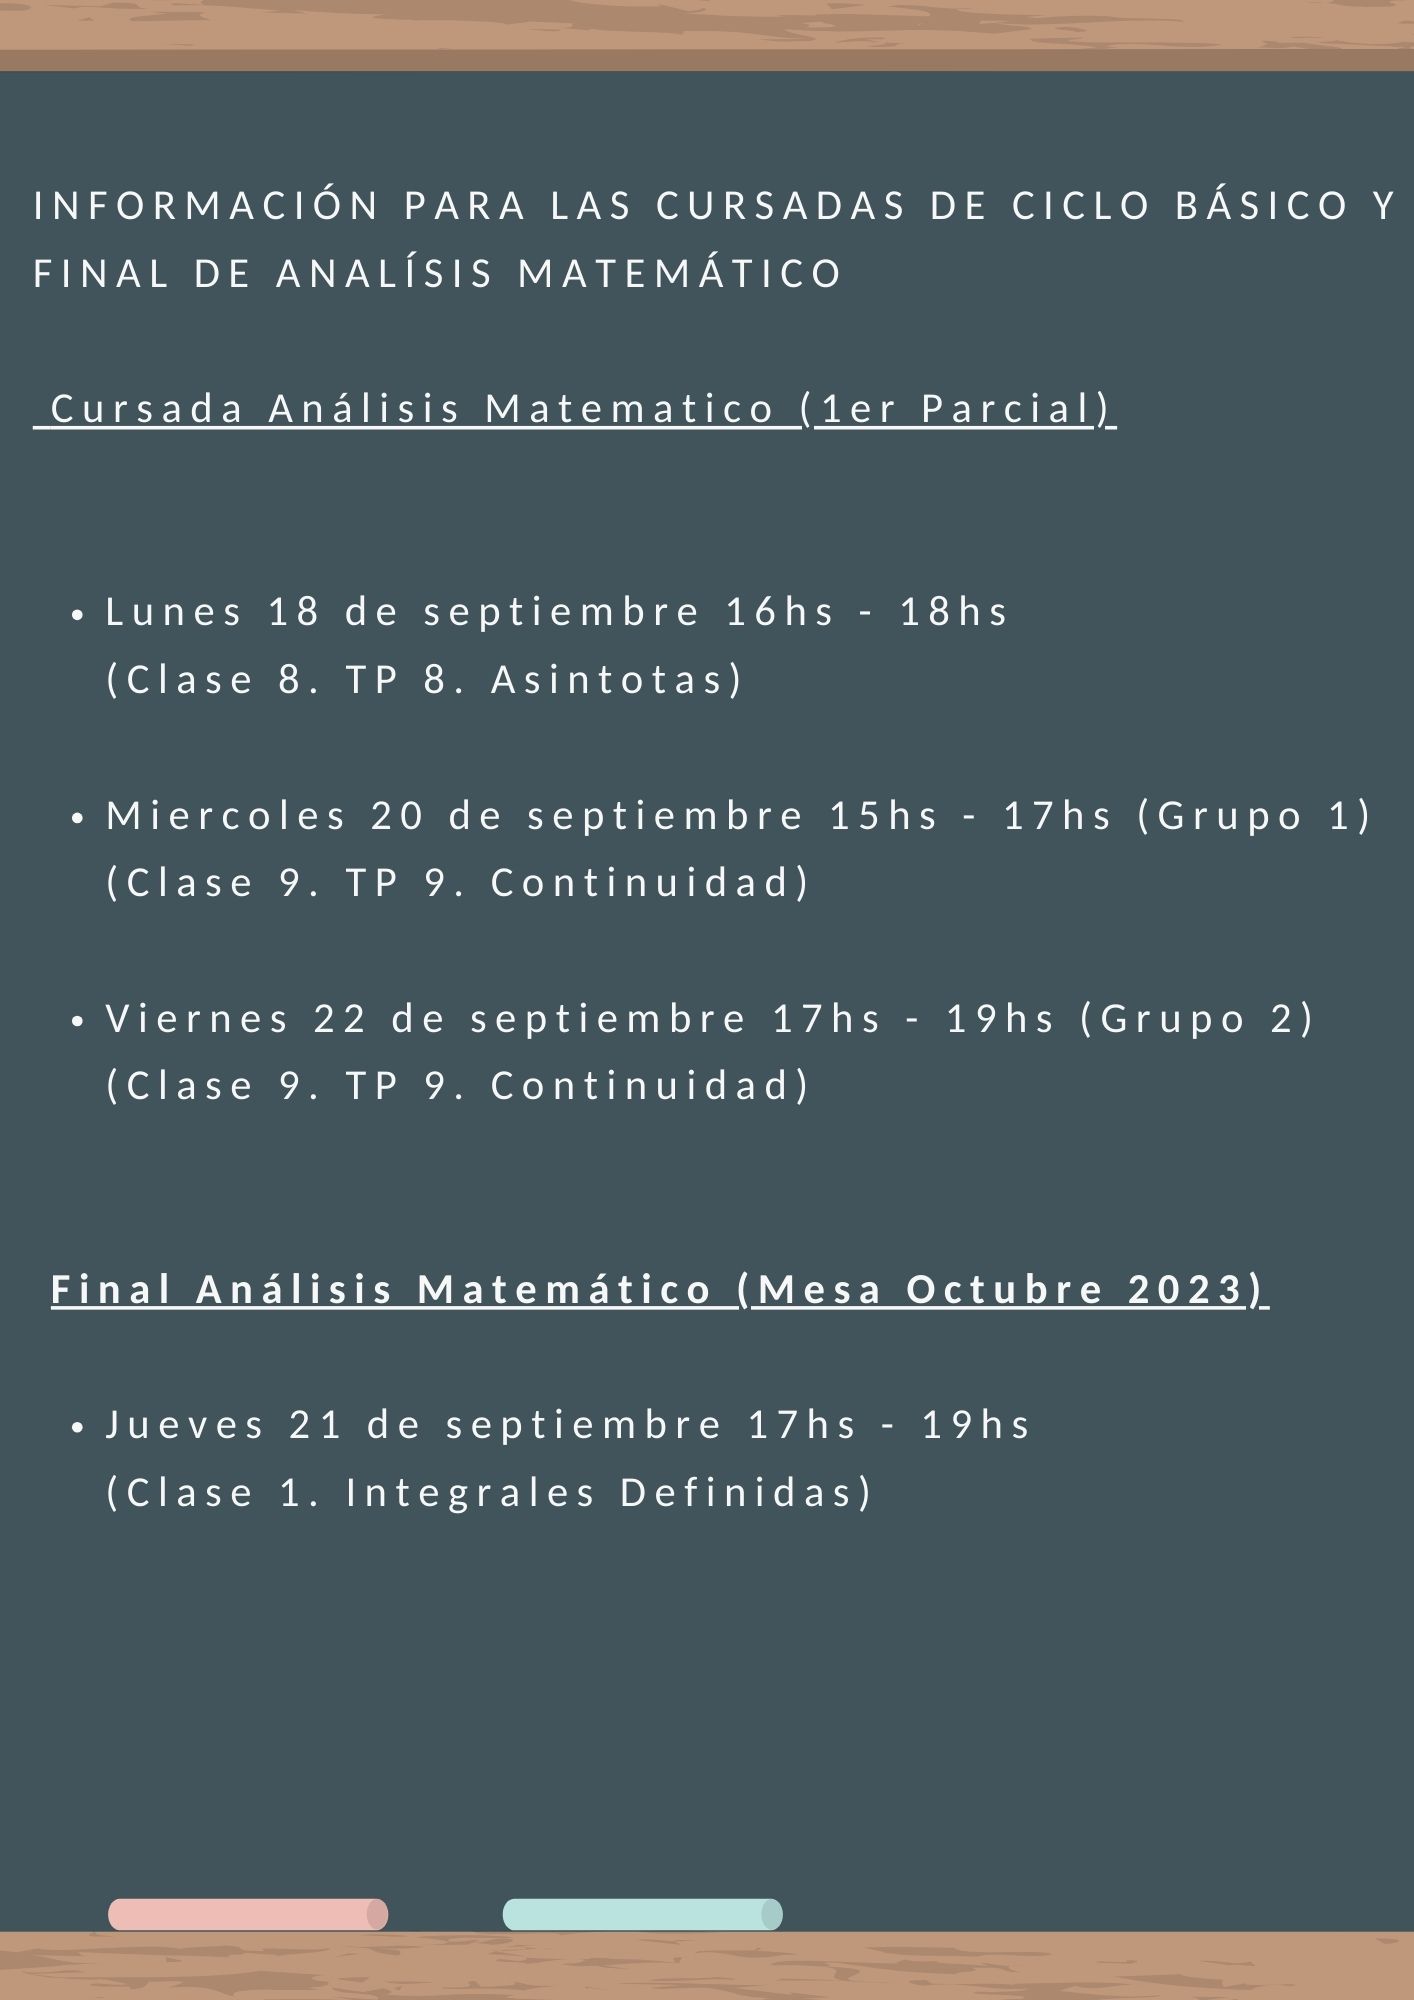 INFORMACIÓN PARA LAS CURSADAS DE CICLO BÁSICO Y
FINAL DE ANALÍSIS MATEMÁTICO
Cursada Análisis Matematico (1er Parcial)
• Lunes 18 de septiembre 16hs - 18hs
(Clase 8. TP 8. Asintotas)
• Miercoles 20 de septiembre 15hs - 17hs (Grupo 1)
(Clase 9. TP 9. Continuidad)
• Viernes 22 de septiembre 17hs - 19hs (Grupo 2)
(Clase 9. TP 9. Continuidad)
Final Análisis Matemático (Mesa Octubre 2023)
• Jueves 21 de septiembre 17hs - 19hs
(Clase 1. Integrales Definidas)